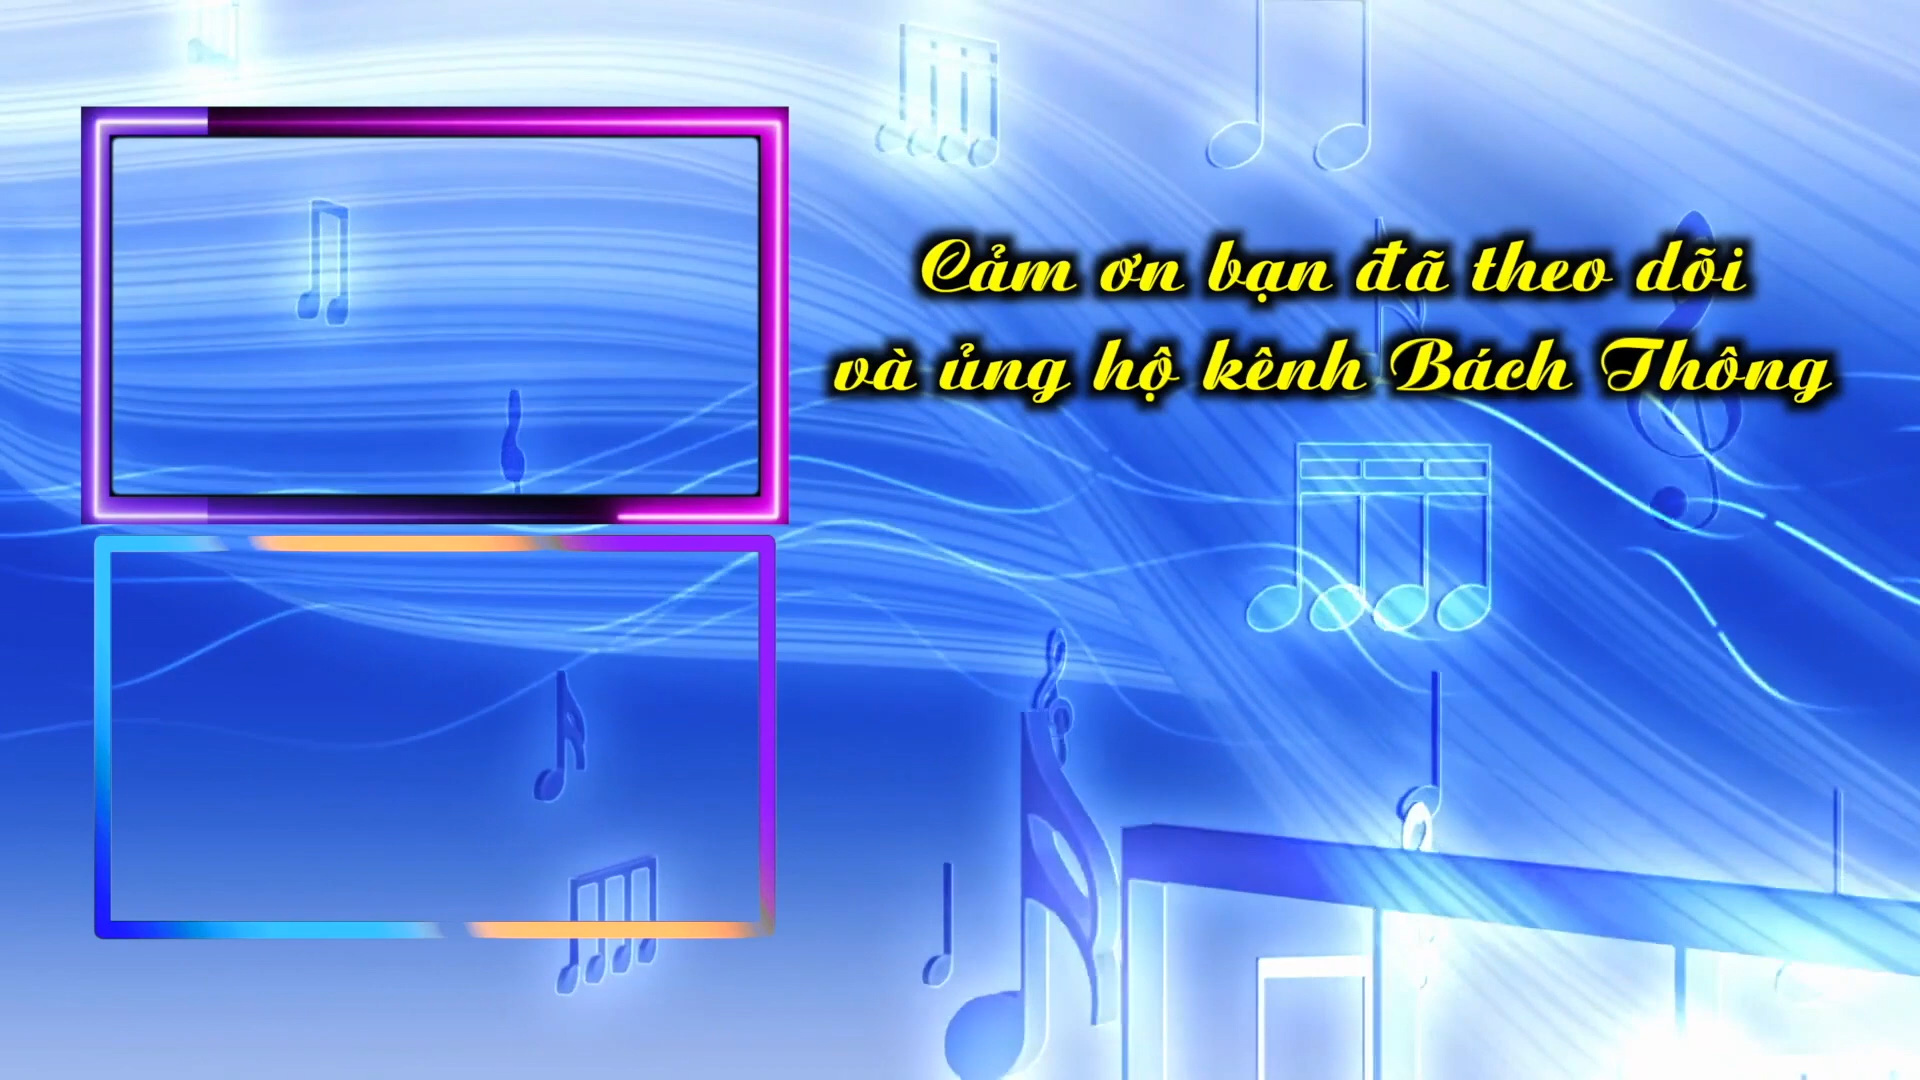 Cảm ơn bạn đã theo dõi
và ủng hộ kênh Bách Thông